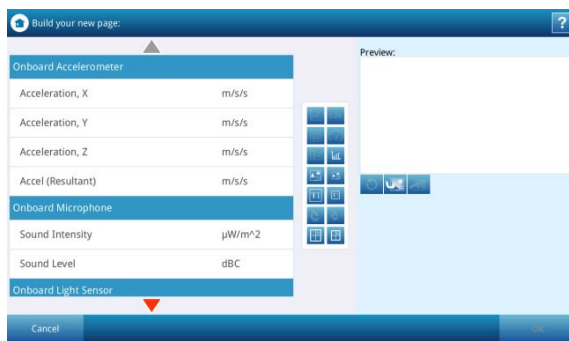 Build your new page:
?
Preview:
Onboard Accelerometer
Acceleration, X m/s/s
Acceleration, Y m/s/s
Acceleration, Z m/s/s
Accel (Resultant) m/s/s
Onboard Microphone
Sound Intensity µW/m^2
Sound Level dBC
Onboard Light Sensor
Cancel OK